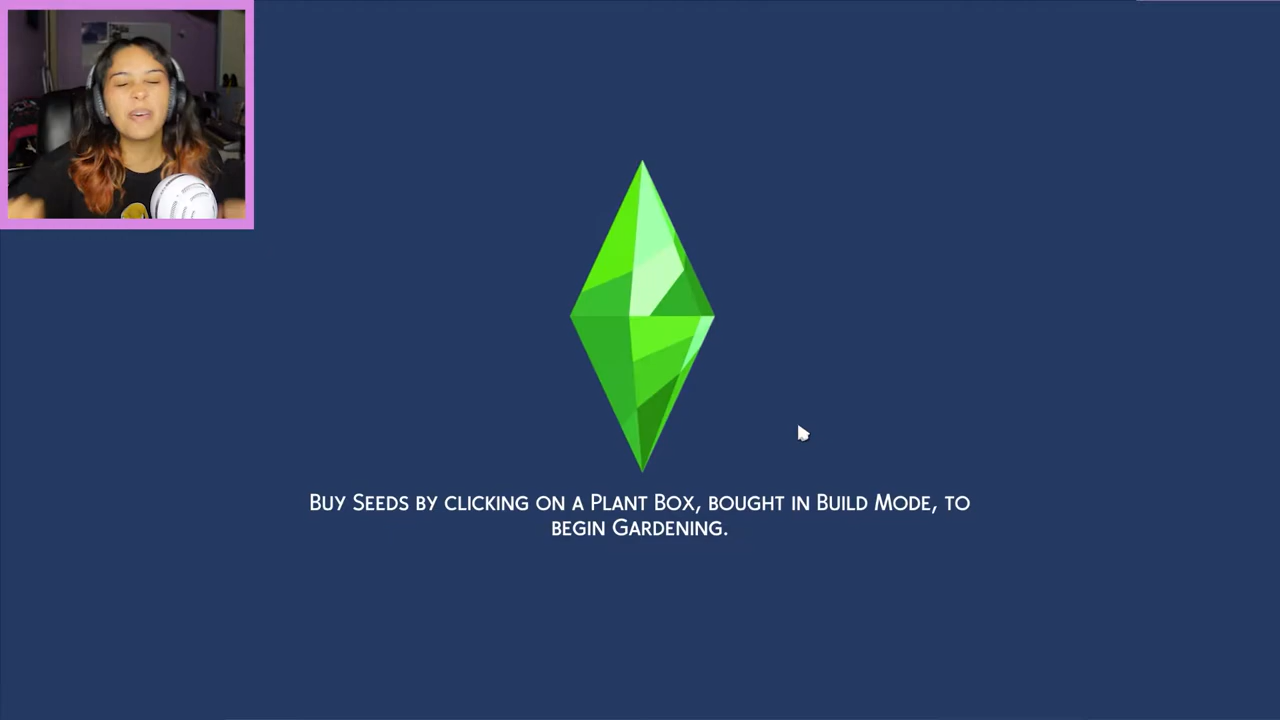 Buy Seeds by clicking on a Plant Box, bought in Build Mode, to
begin Gardening.